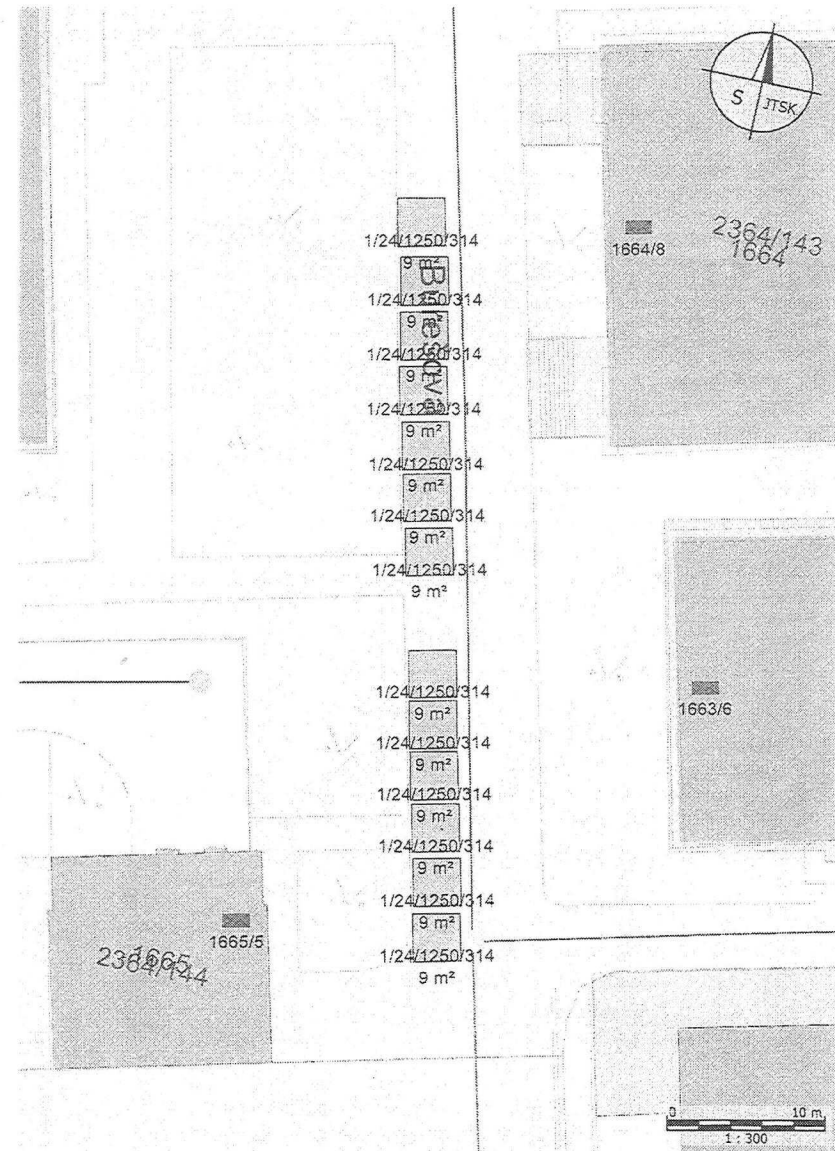 S JTSK
1/24/1250/314
9 m²
1/24/1250/314
9 m²
1/24/1250/314
9 m²
1/24/1250/314
9 m²
1/24/1250/314
9 m²
1/24/1250/314
9 m²
1/24/1250/314
9 m²
Burešova
1664/8
2364/143
1664
1/24/1250/314
9 m²
1/24/1250/314
9 m²
1/24/1250/314
9 m²
1/24/1250/314
9 m²
1/24/1250/314
9 m²
1/24/1250/314
9 m²
1663/6
1665/5
1665
2364/144
0 10 m
1 : 300